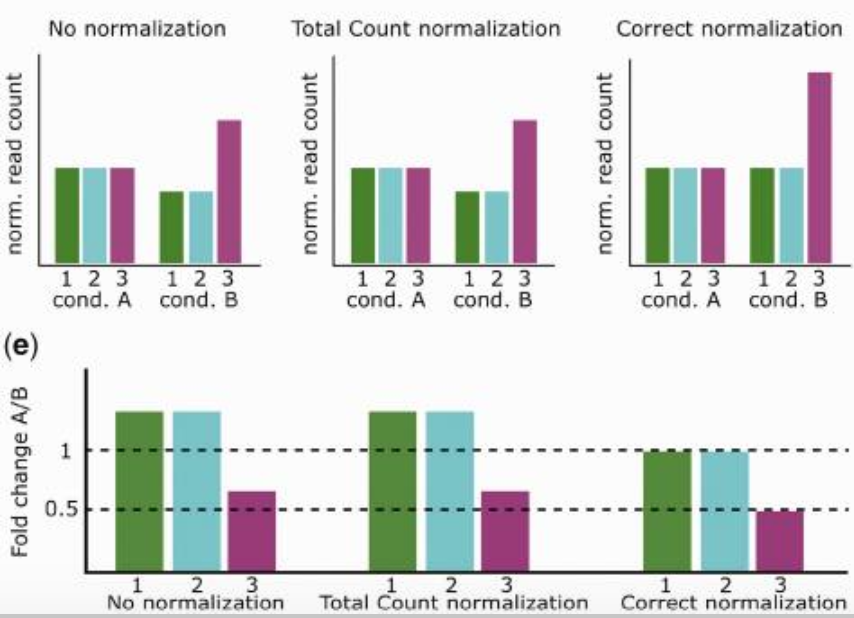 No normalization
Total Count normalization
Correct normalization
norm. read count
norm. read count
norm. read count
1 2 3 1 2 3
cond. A cond. B
1 2 3 1 2 3
cond. A cond. B
1 2 3 1 2 3
cond. A cond. B
(e)
Fold change A/B
1
0.5
1 2 3
No normalization
1 2 3
Total Count normalization
1 2 3
Correct normalization